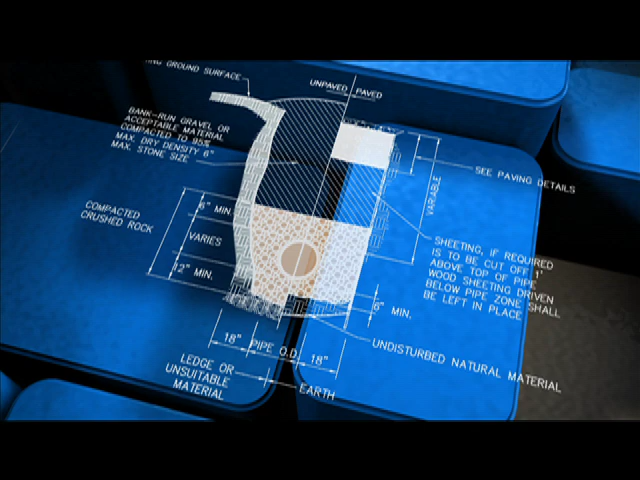 GROUND SURFACE
UNPAVED PAVED
BANK-RUN GRAVEL OR
ACCEPTABLE MATERIAL
COMPACTED TO 95%
MAX. DRY DENSITY 6"
MAX. STONE SIZE
SEE PAVING DETAILS
VARIABLE
COMPACTED
CRUSHED ROCK
6" MIN.
VARIES
12" MIN.
SHEETING, IF REQUIRED
IS TO BE CUT OFF 1'
ABOVE TOP OF PIPE
WOOD SHEETING DRIVEN
BELOW PIPE ZONE SHALL
BE LEFT IN PLACE
6" MIN.
18" PIPE O.D. 18"
UNDISTURBED NATURAL MATERIAL
LEDGE OR
UNSUITABLE
MATERIAL
EARTH